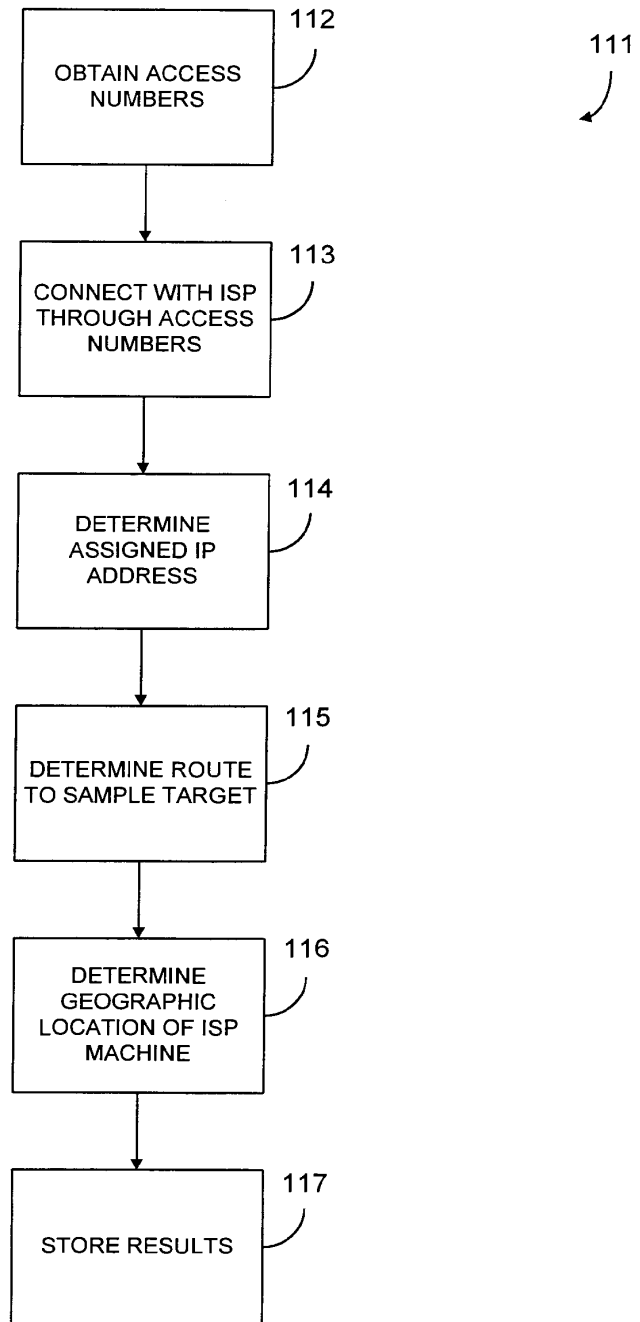 112
111
OBTAIN ACCESS
NUMBERS
113
CONNECT WITH ISP
THROUGH ACCESS
NUMBERS
114
DETERMINE
ASSIGNED IP
ADDRESS
115
DETERMINE ROUTE
TO SAMPLE TARGET
116
DETERMINE
GEOGRAPHIC
LOCATION OF ISP
MACHINE
117
STORE RESULTS